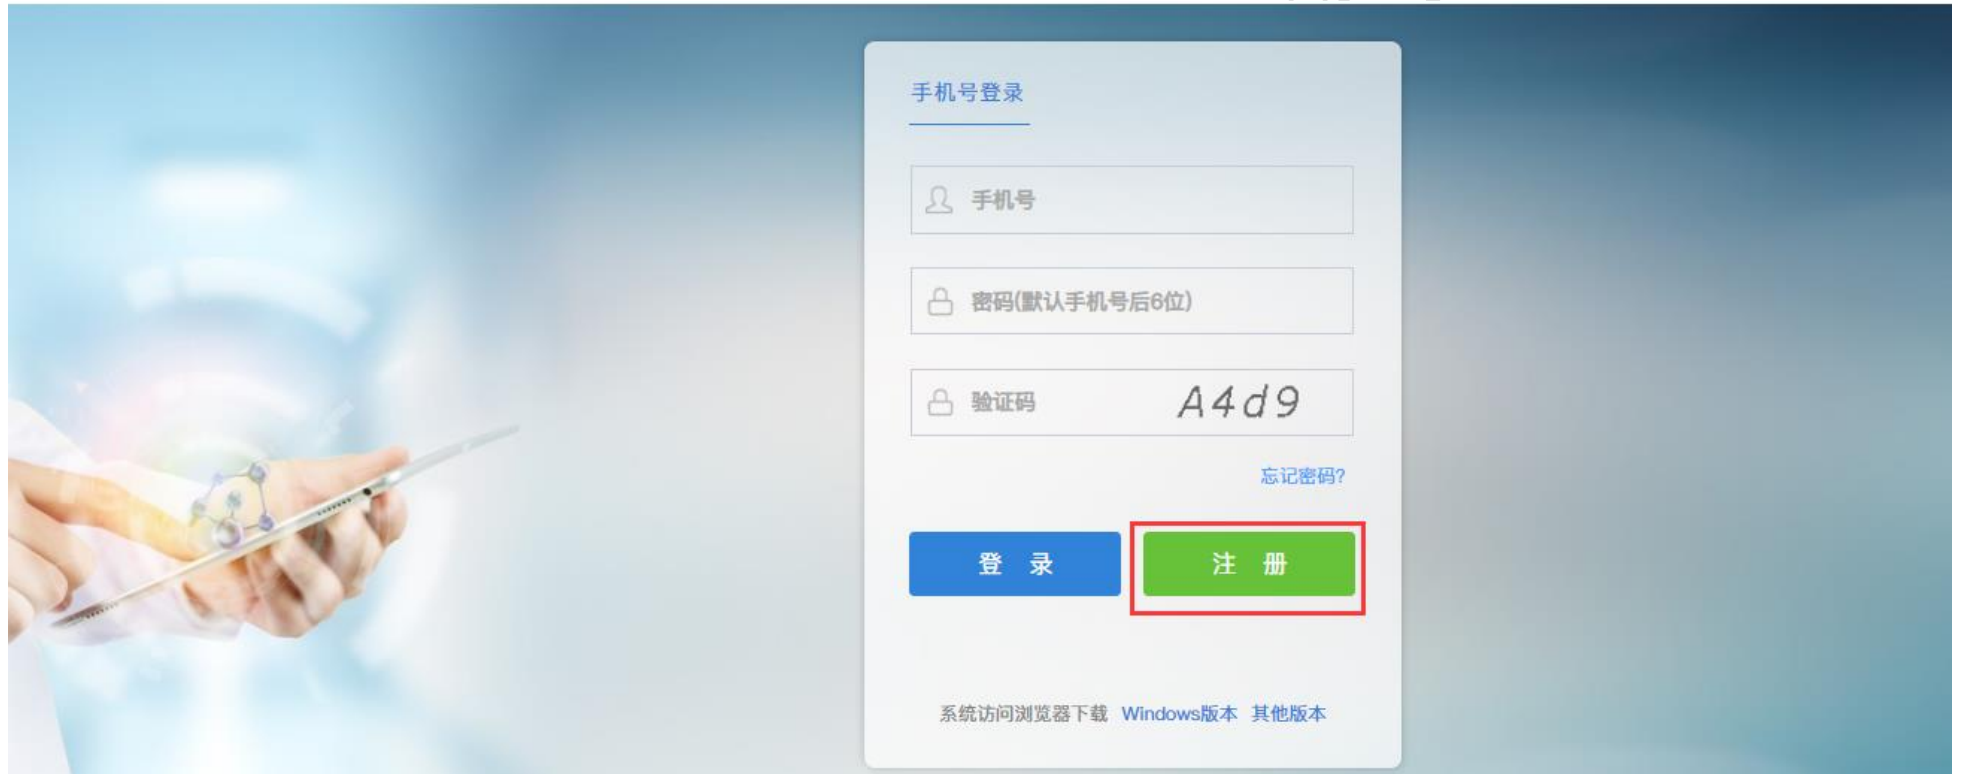 手机号登录
手机号
密码(默认手机号后6位)
验证码 A4d9
忘记密码?
登 录 注 册
系统访问浏览器下载 Windows版本 其他版本